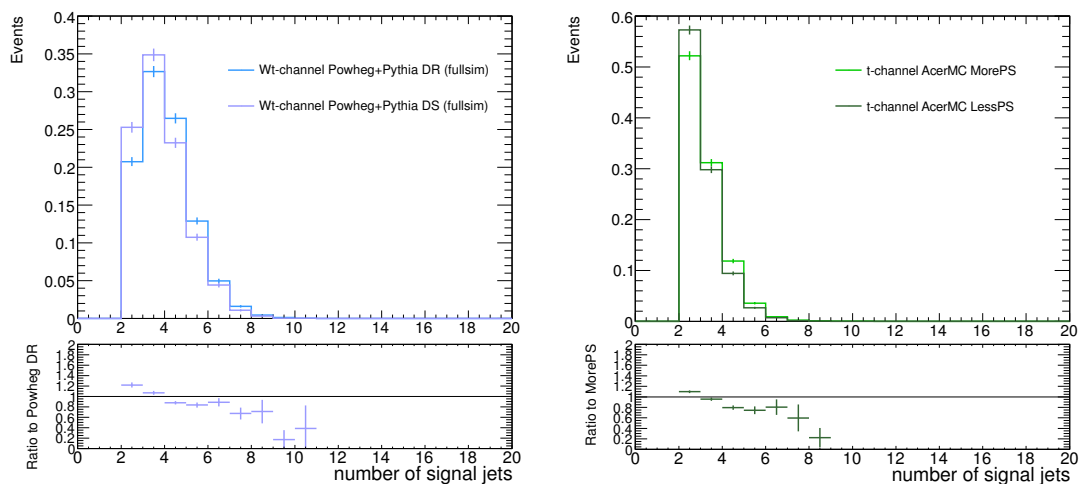 Events
0.4
0.35
0.3
0.25
0.2
0.15
0.1
0.05
0
Wt-channel Powheg+Pythia DR (fullsim)
Wt-channel Powheg+Pythia DS (fullsim)
0 2 4 6 8 10 12 14 16 18 20
Ratio to Powheg DR
2
1.8
1.6
1.4
1.2
1
0.8
0.6
0.4
0.2
0
0 2 4 6 8 10 12 14 16 18 20
number of signal jets
Events
0.6
0.5
0.4
0.3
0.2
0.1
0
t-channel AcerMC MorePS
t-channel AcerMC LessPS
0 2 4 6 8 10 12 14 16 18 20
Ratio to MorePS
2
1.8
1.6
1.4
1.2
1
0.8
0.6
0.4
0.2
0
0 2 4 6 8 10 12 14 16 18 20
number of signal jets